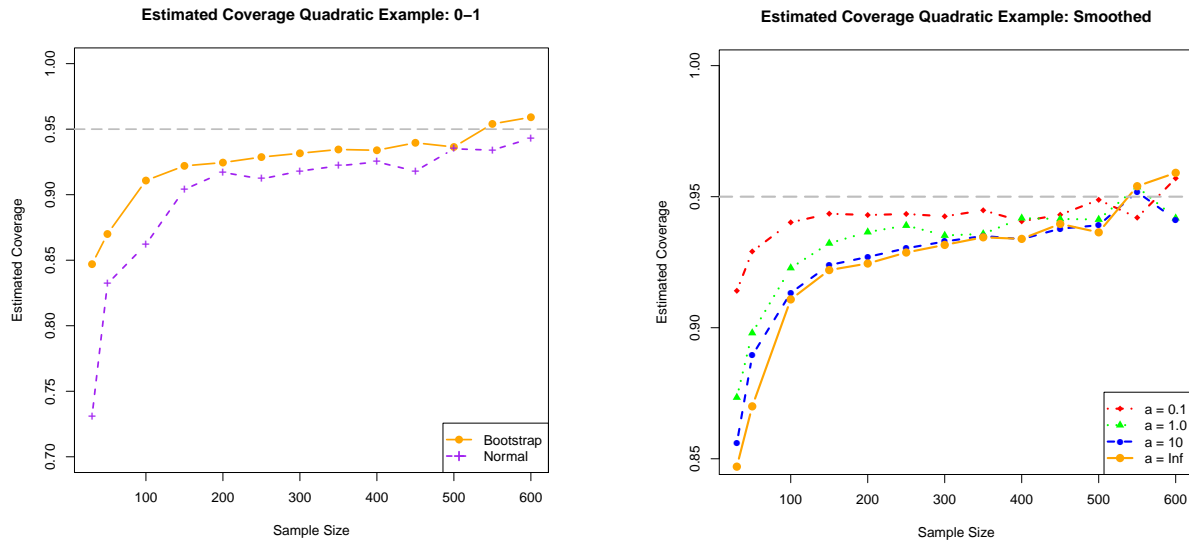 Estimated Coverage Quadratic Example: 0−1
Estimated Coverage
1.00
0.95
0.90
0.85
0.80
0.75
0.70
Bootstrap
Normal
100 200 300 400 500 600
Sample Size
Estimated Coverage Quadratic Example: Smoothed
Estimated Coverage
1.00
0.95
0.90
0.85
a = 0.1
a = 1.0
a = 10
a = Inf
100 200 300 400 500 600
Sample Size